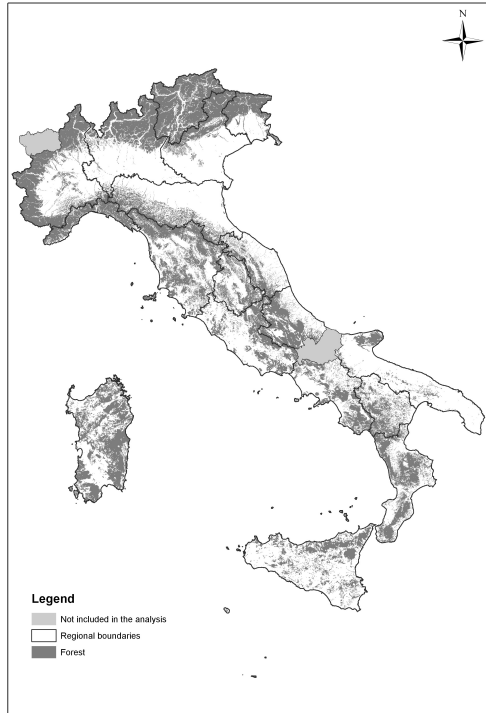 N
Legend
Not included in the analysis
Regional boundaries
Forest